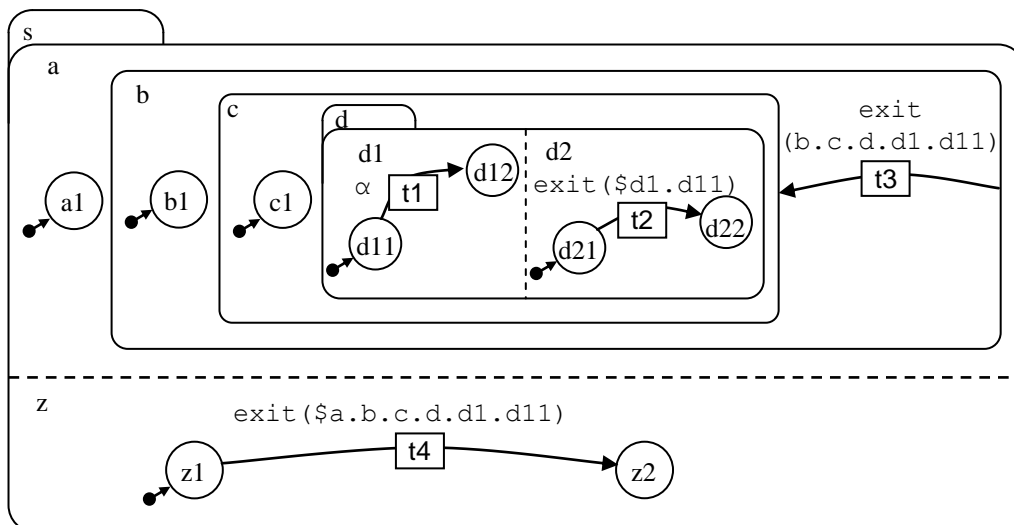 s
a
b
c
d
exit
(b.c.d.d1.d11)
t3
d1
d2
α
t1
d12
exit($d1.d11)
t2
d22
a1
b1
c1
d11
d21
z
exit($a.b.c.d.d1.d11)
t4
z1
z2